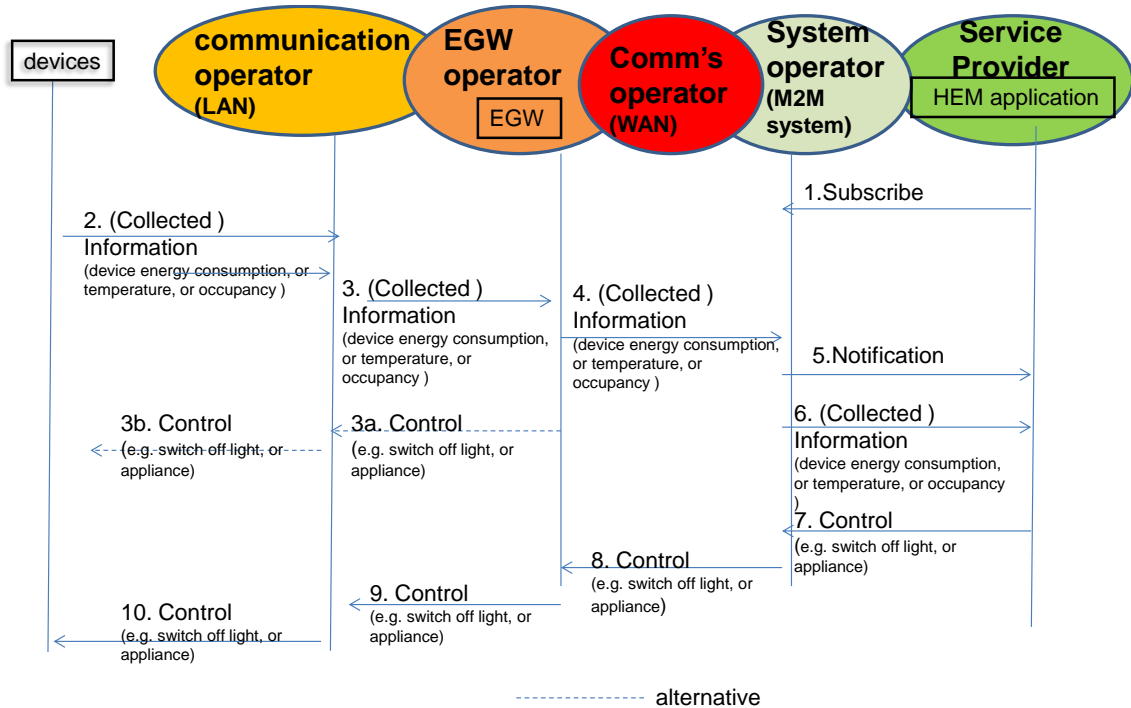 devices
communication
operator
(LAN)
EGW
operator
EGW
Comm's
operator
(WAN)
System
operator
(M2M
system)
Service
Provider
HEM application
1.Subscribe
2. (Collected )
Information
(device energy consumption, or
temperature, or occupancy )
3. (Collected )
Information
(device energy consumption,
or temperature, or
occupancy )
4. (Collected )
Information
(device energy consumption,
or temperature, or
occupancy )
5.Notification
3b. Control
(e.g. switch off light, or
appliance)
3a. Control
(e.g. switch off light, or
appliance)
6. (Collected )
Information
(device energy consumption,
or temperature, or occupancy
)
7. Control
(e.g. switch off light, or
appliance)
8. Control
(e.g. switch off light, or
appliance)
9. Control
(e.g. switch off light, or
appliance)
10. Control
(e.g. switch off light, or
appliance)
alternative